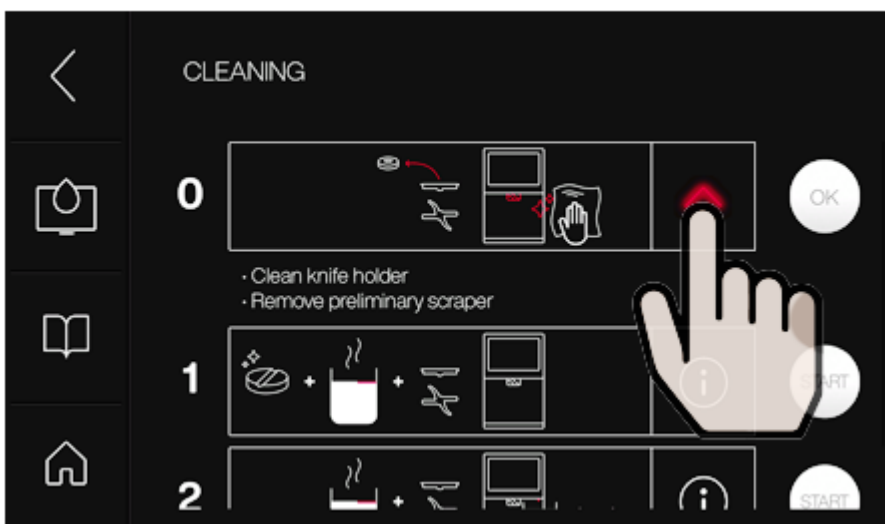 CLEANING
0
OK
· Clean knife holder
· Remove preliminary scraper
1
START
2
START